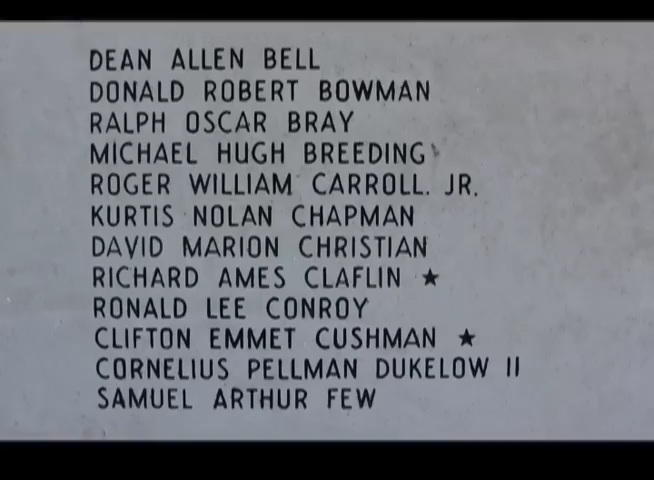 DEAN ALLEN BELL
DONALD ROBERT BOWMAN
RALPH OSCAR BRAY
MICHAEL HUGH BREEDING
ROGER WILLIAM CARROLL. JR.
KURTIS NOLAN CHAPMAN
DAVID MARION CHRISTIAN
RICHARD AMES CLAFLIN ★
RONALD LEE CONROY
CLIFTON EMMET CUSHMAN ★
CORNELIUS PELLMAN DUKELOW II
SAMUEL ARTHUR FEW